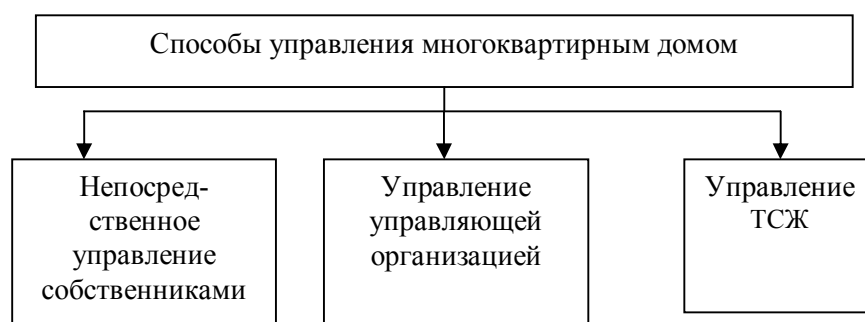 Способы управления многоквартирным домом
Непосред-
ственное
управление
собственниками
Управление
управляющей
организацией
Управление
ТСЖ